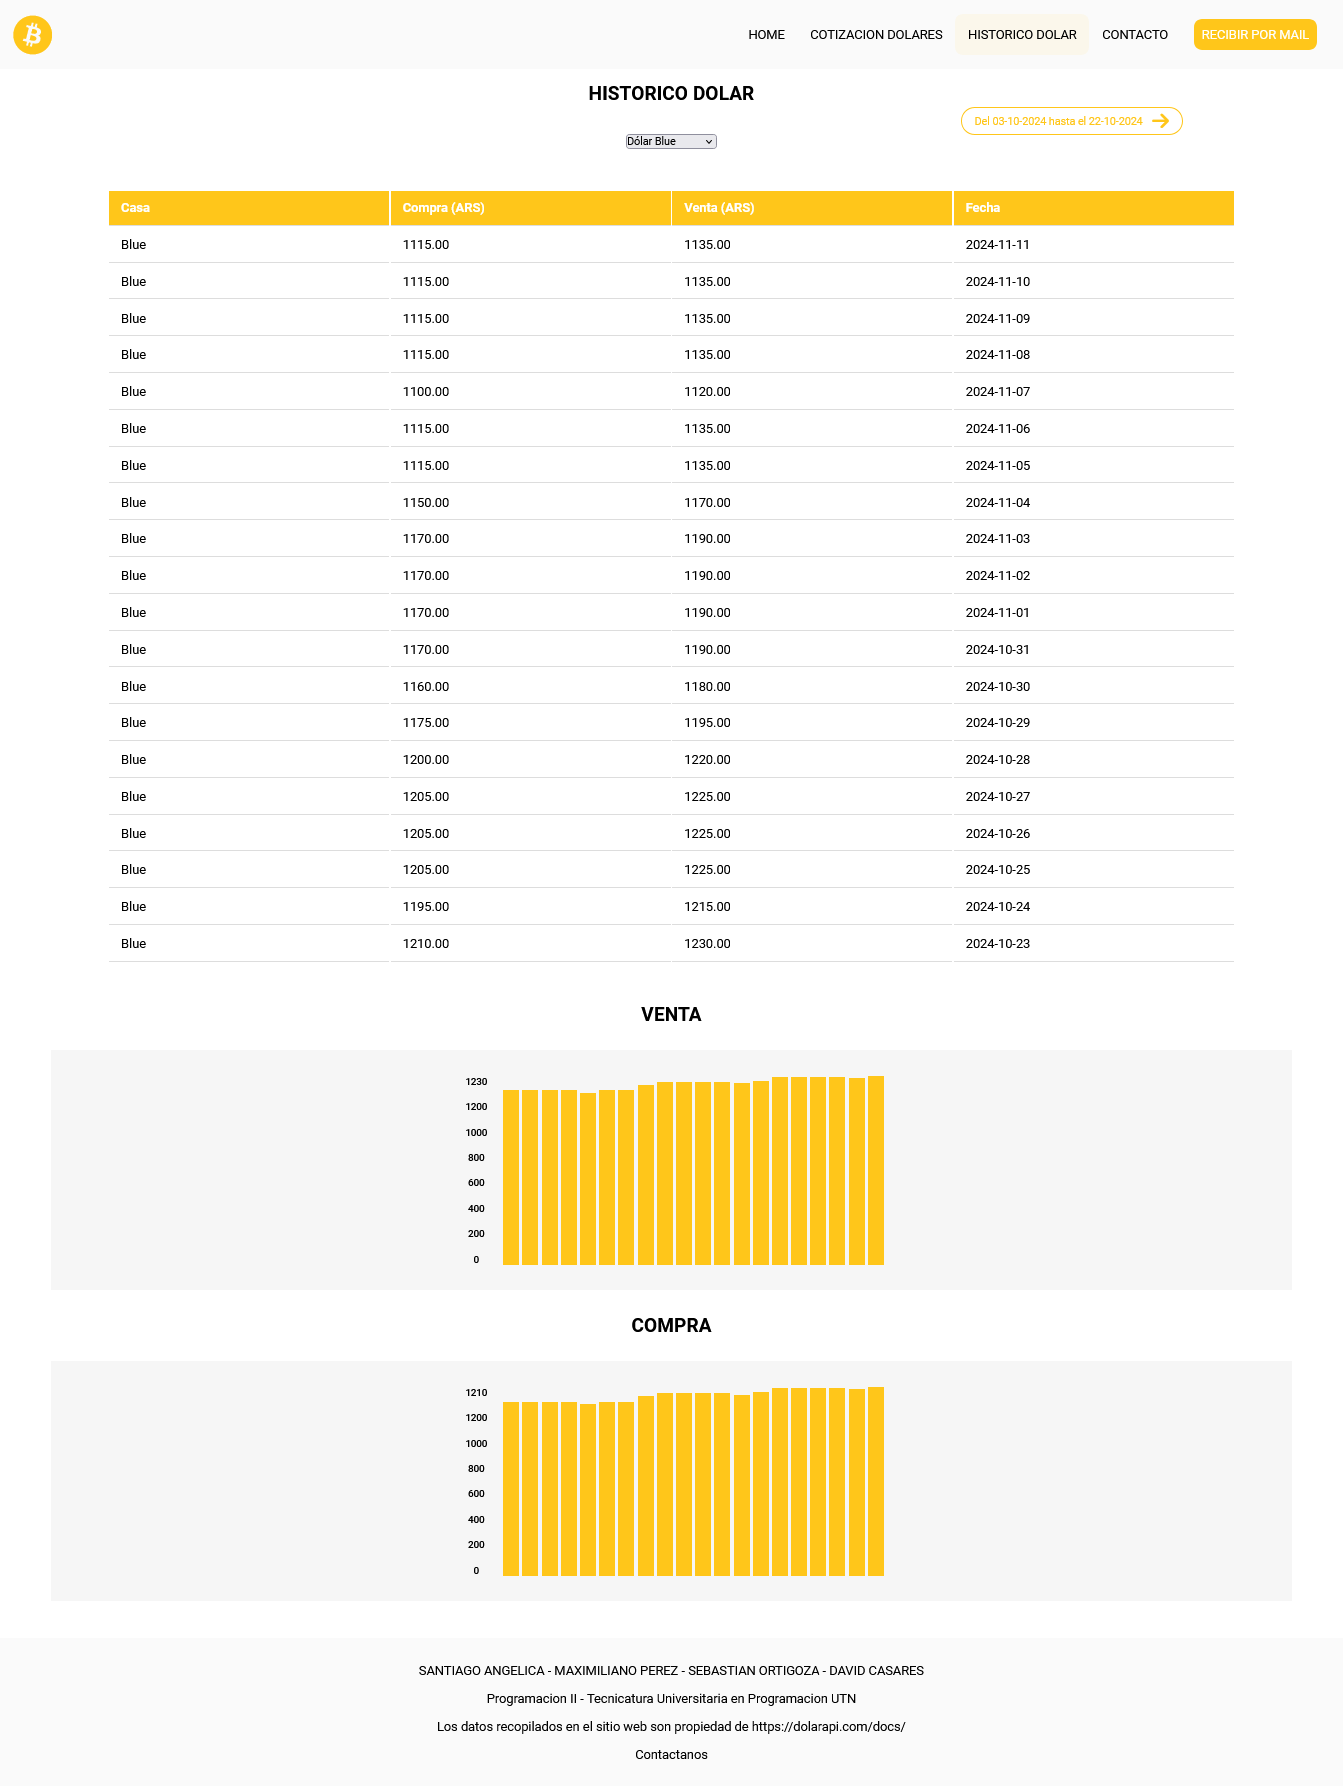 HOME COTIZACION DOLARES HISTORICO DOLAR CONTACTO RECIBIR POR MAIL
HISTORICO DOLAR
Del 03-10-2024 hasta el 22-10-2024
Dólar Blue
Casa Compra (ARS) Venta (ARS) Fecha
Blue 1115.00 1135.00 2024-11-11
Blue 1115.00 1135.00 2024-11-10
Blue 1115.00 1135.00 2024-11-09
Blue 1115.00 1135.00 2024-11-08
Blue 1100.00 1120.00 2024-11-07
Blue 1115.00 1135.00 2024-11-06
Blue 1115.00 1135.00 2024-11-05
Blue 1150.00 1170.00 2024-11-04
Blue 1170.00 1190.00 2024-11-03
Blue 1170.00 1190.00 2024-11-02
Blue 1170.00 1190.00 2024-11-01
Blue 1170.00 1190.00 2024-10-31
Blue 1160.00 1180.00 2024-10-30
Blue 1175.00 1195.00 2024-10-29
Blue 1200.00 1220.00 2024-10-28
Blue 1205.00 1225.00 2024-10-27
Blue 1205.00 1225.00 2024-10-26
Blue 1205.00 1225.00 2024-10-25
Blue 1195.00 1215.00 2024-10-24
Blue 1210.00 1230.00 2024-10-23
VENTA
1230
1200
1000
800
600
400
200
0
COMPRA
1210
1200
1000
800
600
400
200
0
SANTIAGO ANGELICA - MAXIMILIANO PEREZ - SEBASTIAN ORTIGOZA - DAVID CASARES
Programacion II - Tecnicatura Universitaria en Programacion UTN
Los datos recopilados en el sitio web son propiedad de https://dolarapi.com/docs/
Contactanos